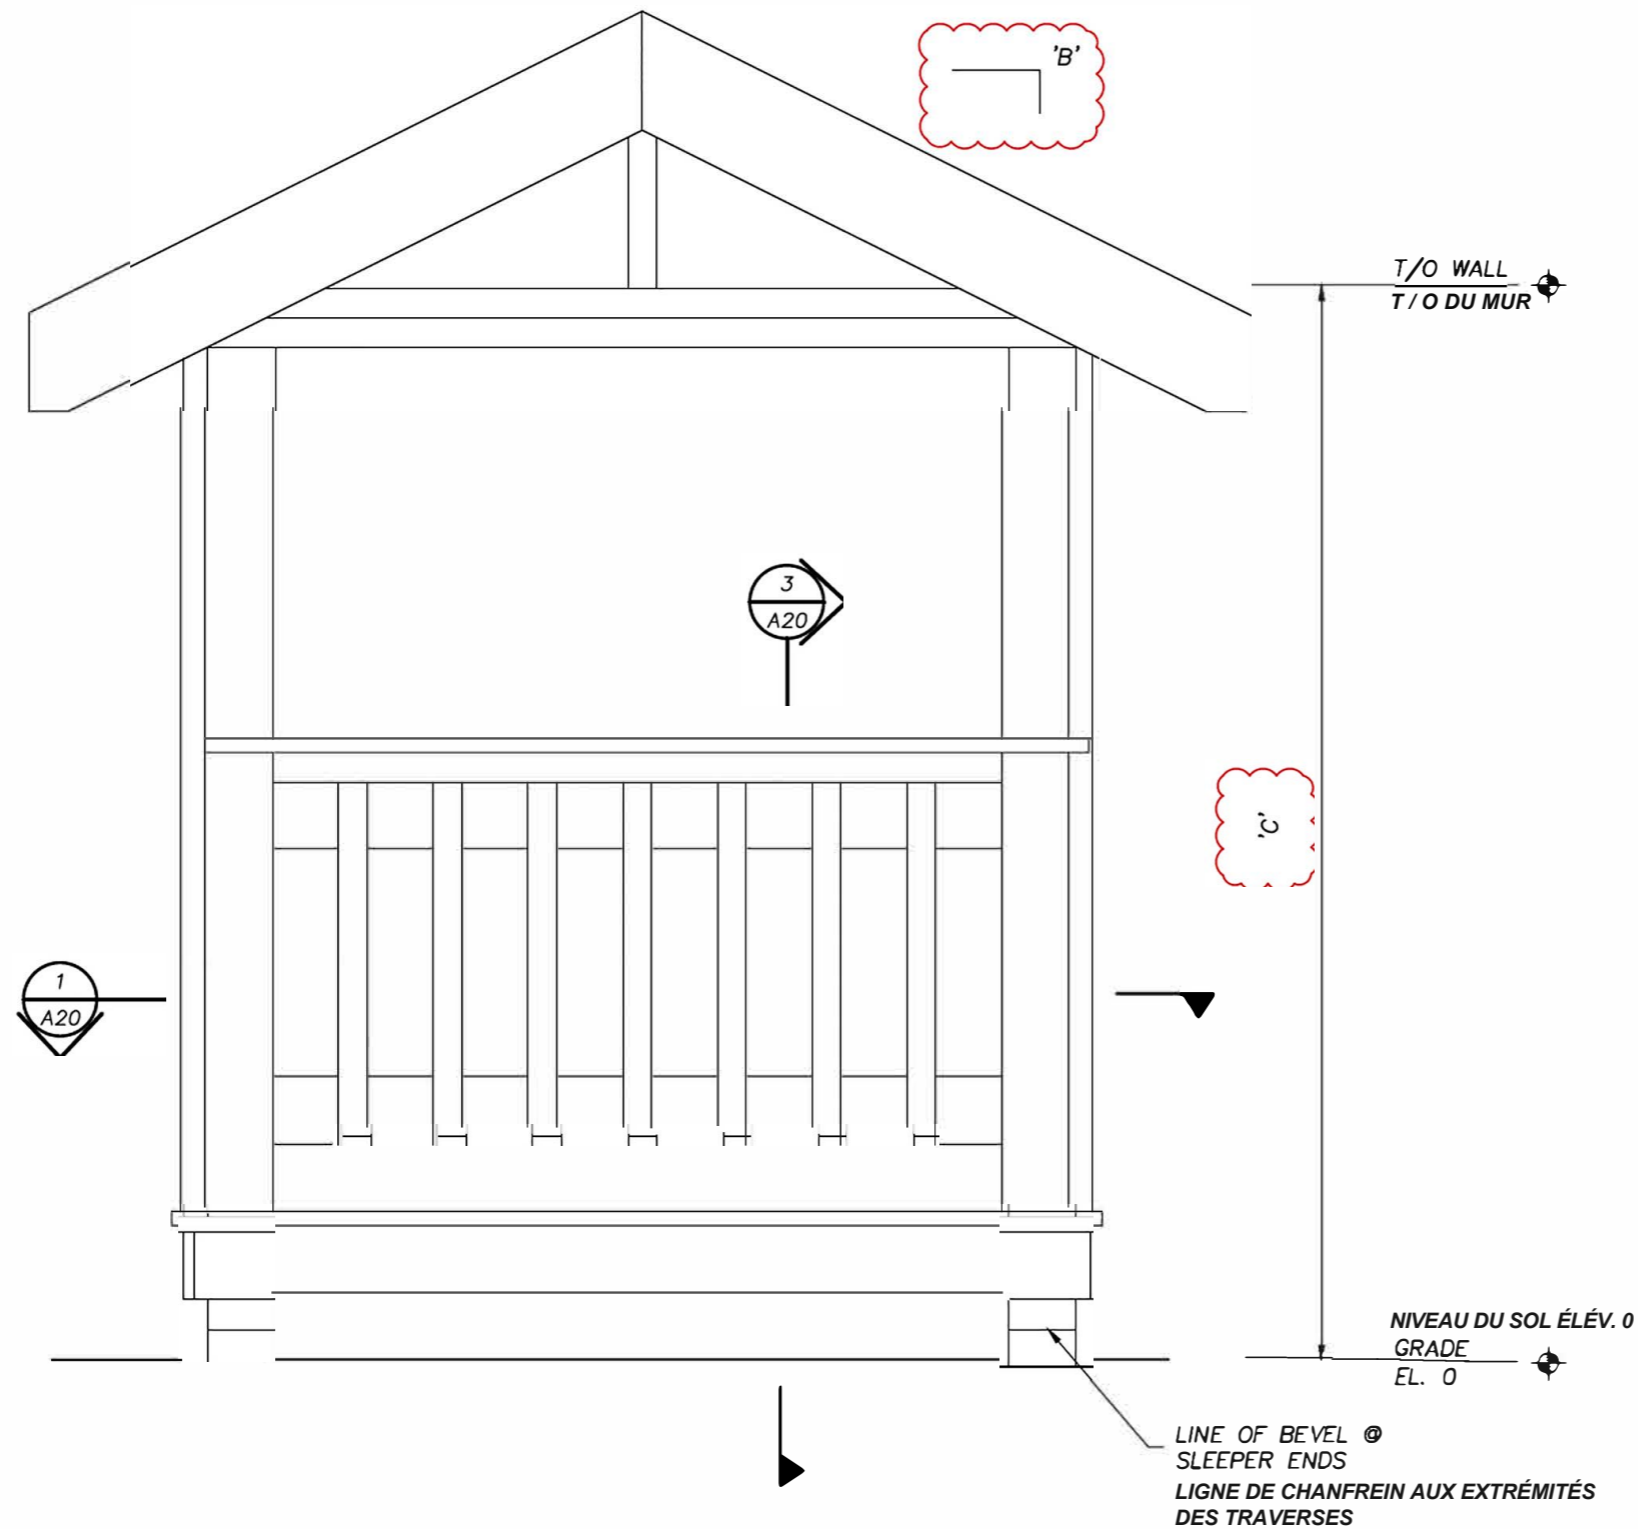 'B'
T/O WALL
T / O DU MUR
3
A20
'C'
1
A20
NIVEAU DU SOL ÉLÉV. 0
GRADE
EL. 0
LINE OF BEVEL @
SLEEPER ENDS
LIGNE DE CHANFREIN AUX EXTRÉMITÉS
DES TRAVERSES